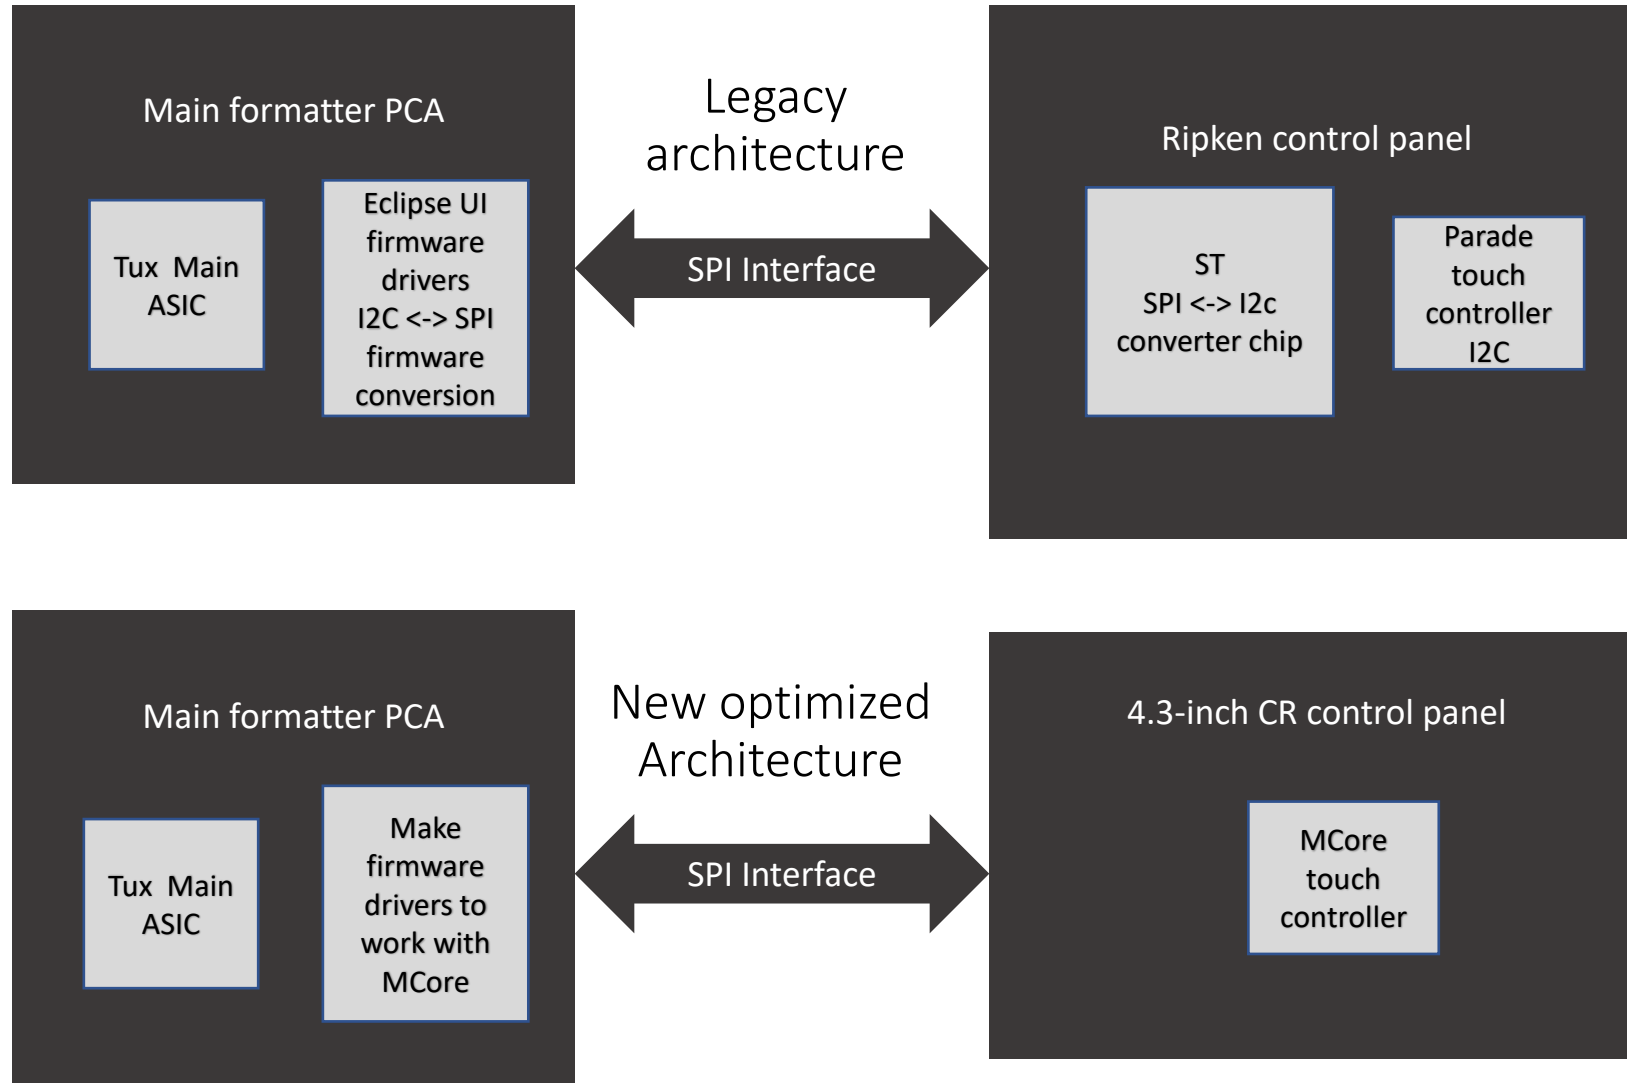 Main formatter PCA
Tux Main
ASIC
Eclipse UI
firmware
drivers
I2C <-> SPI
firmware
conversion
Legacy
architecture
SPI Interface
Ripken control panel
ST
SPI <-> I2c
converter chip
Parade
touch
controller
I2C
Main formatter PCA
Tux Main
ASIC
Make
firmware
drivers to
work with
MCore
New optimized
Architecture
SPI Interface
4.3-inch CR control panel
MCore
touch
controller